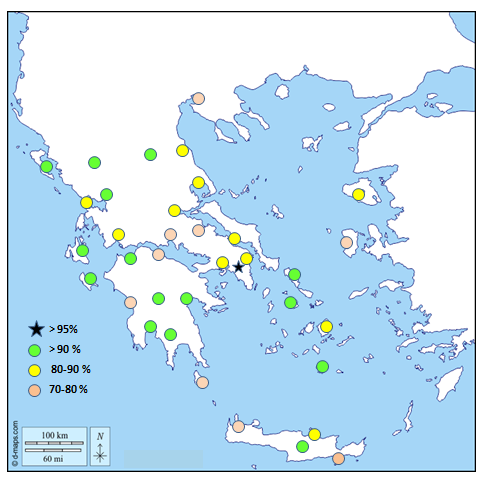 > 95%
> 90 %
80-90 %
70-80 %
100 km
60 mi
N
© d-maps.com